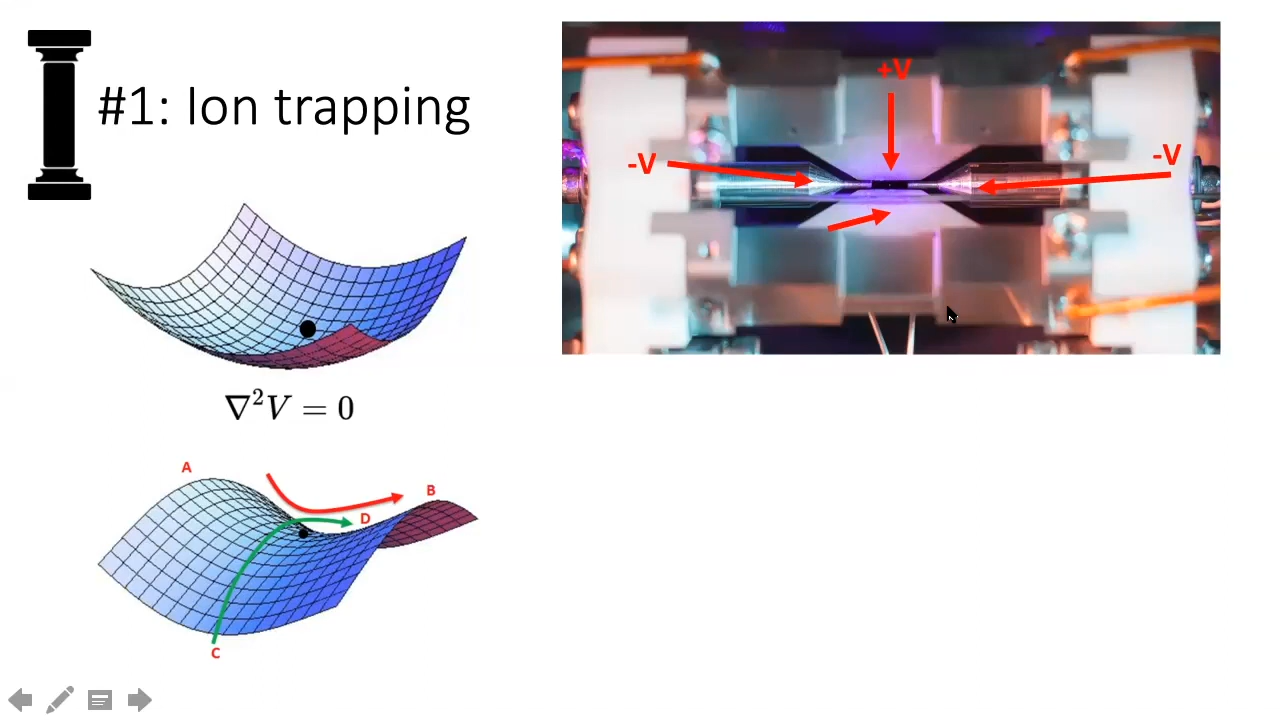 #1: Ion trapping
+V
-V
-V
∇²V = 0
A
B
D
C